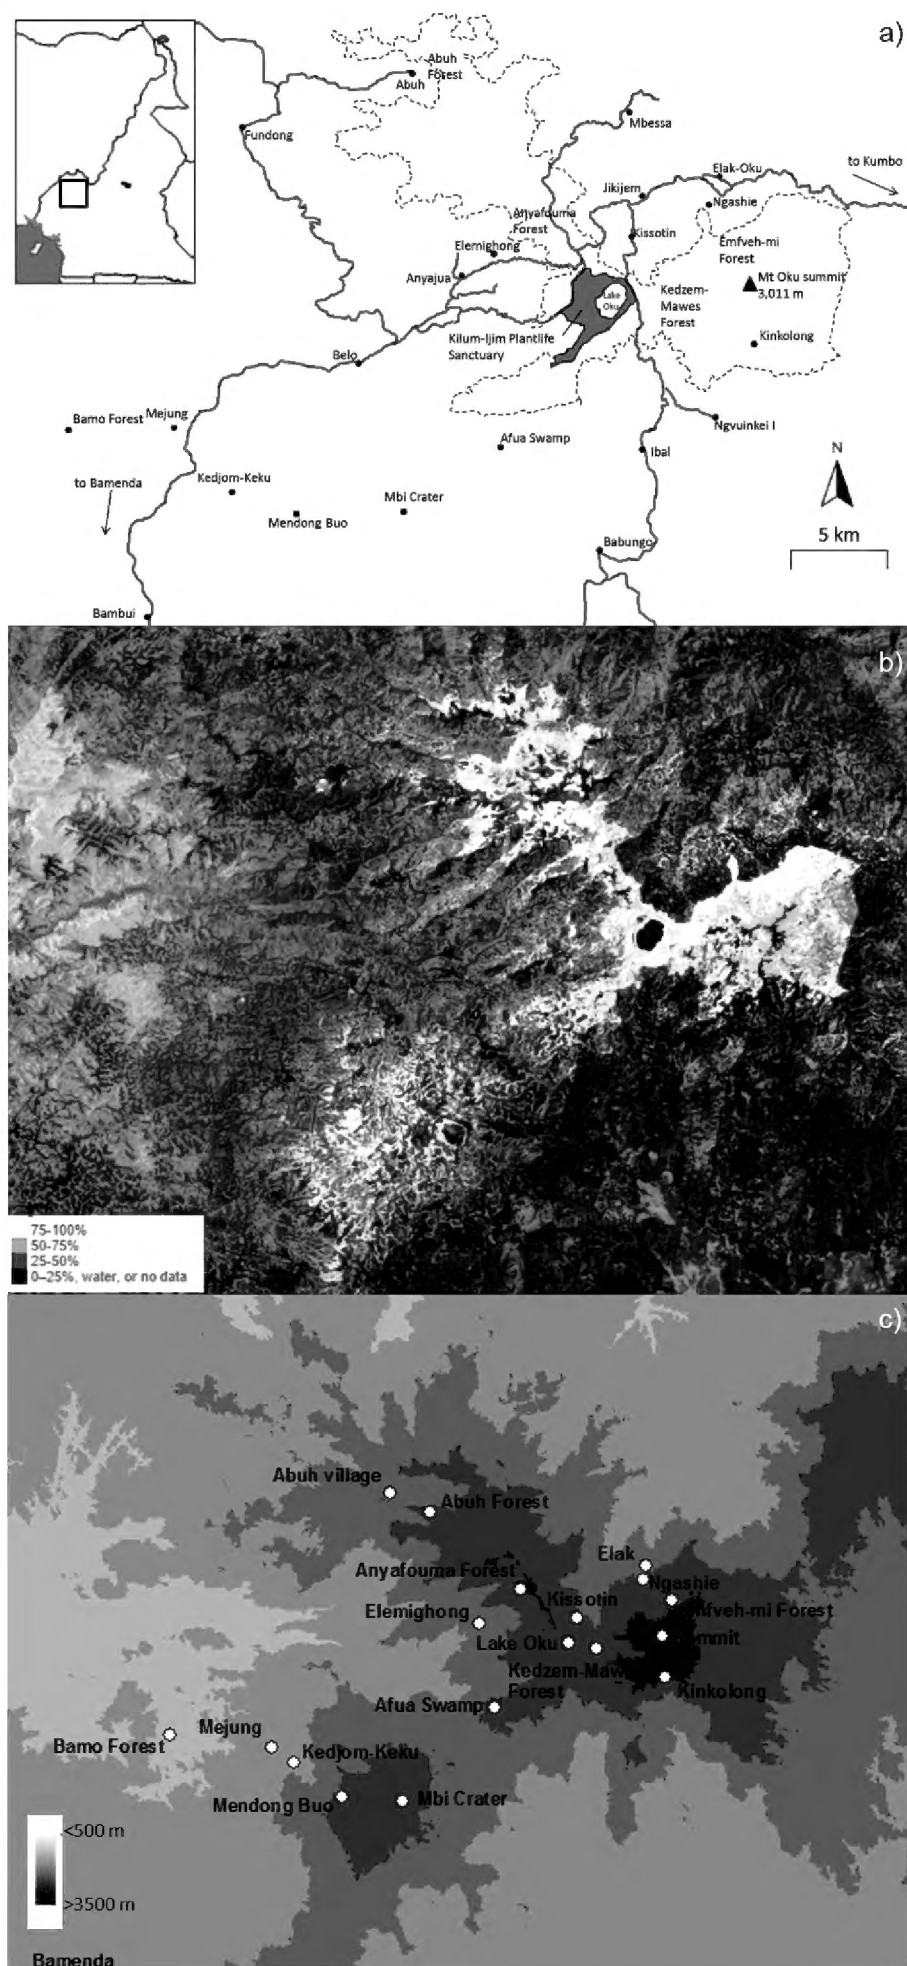 a)
Abuh
Forest
Abuh
Fundong
Mbessa
to Kumbo
Elak-Oku
Jikijem
Ngashie
Anyafouma
Forest
Kissotin
Elemighong
Emfveh-mi
Forest
Anyajua
Mt Oku summit
3,011 m
Lake
Oku
Kedzem-
Mawes
Forest
Kilum-Ijim Plantlife
Sanctuary
Kinkolong
Belo
Bamo Forest
Mejung
Ngvuinkei I
Afua Swamp
Ibal
N
to Bamenda
Kedjom-Keku
Mbi Crater
Mendong Buo
5 km
Babungo
Bambui
b)
75-100%
50-75%
25-50%
0–25%, water, or no data
c)
Abuh village
Abuh Forest
Elak
Anyafouma Forest
Ngashie
Kissotin
Emfveh-mi Forest
Elemighong
Summit
Lake Oku
Kedzem-Maw
Forest
Kinkolong
Afua Swamp
Mejung
Bamo Forest
Kedjom-Keku
Mendong Buo
Mbi Crater
<500 m
>3500 m
Bamenda